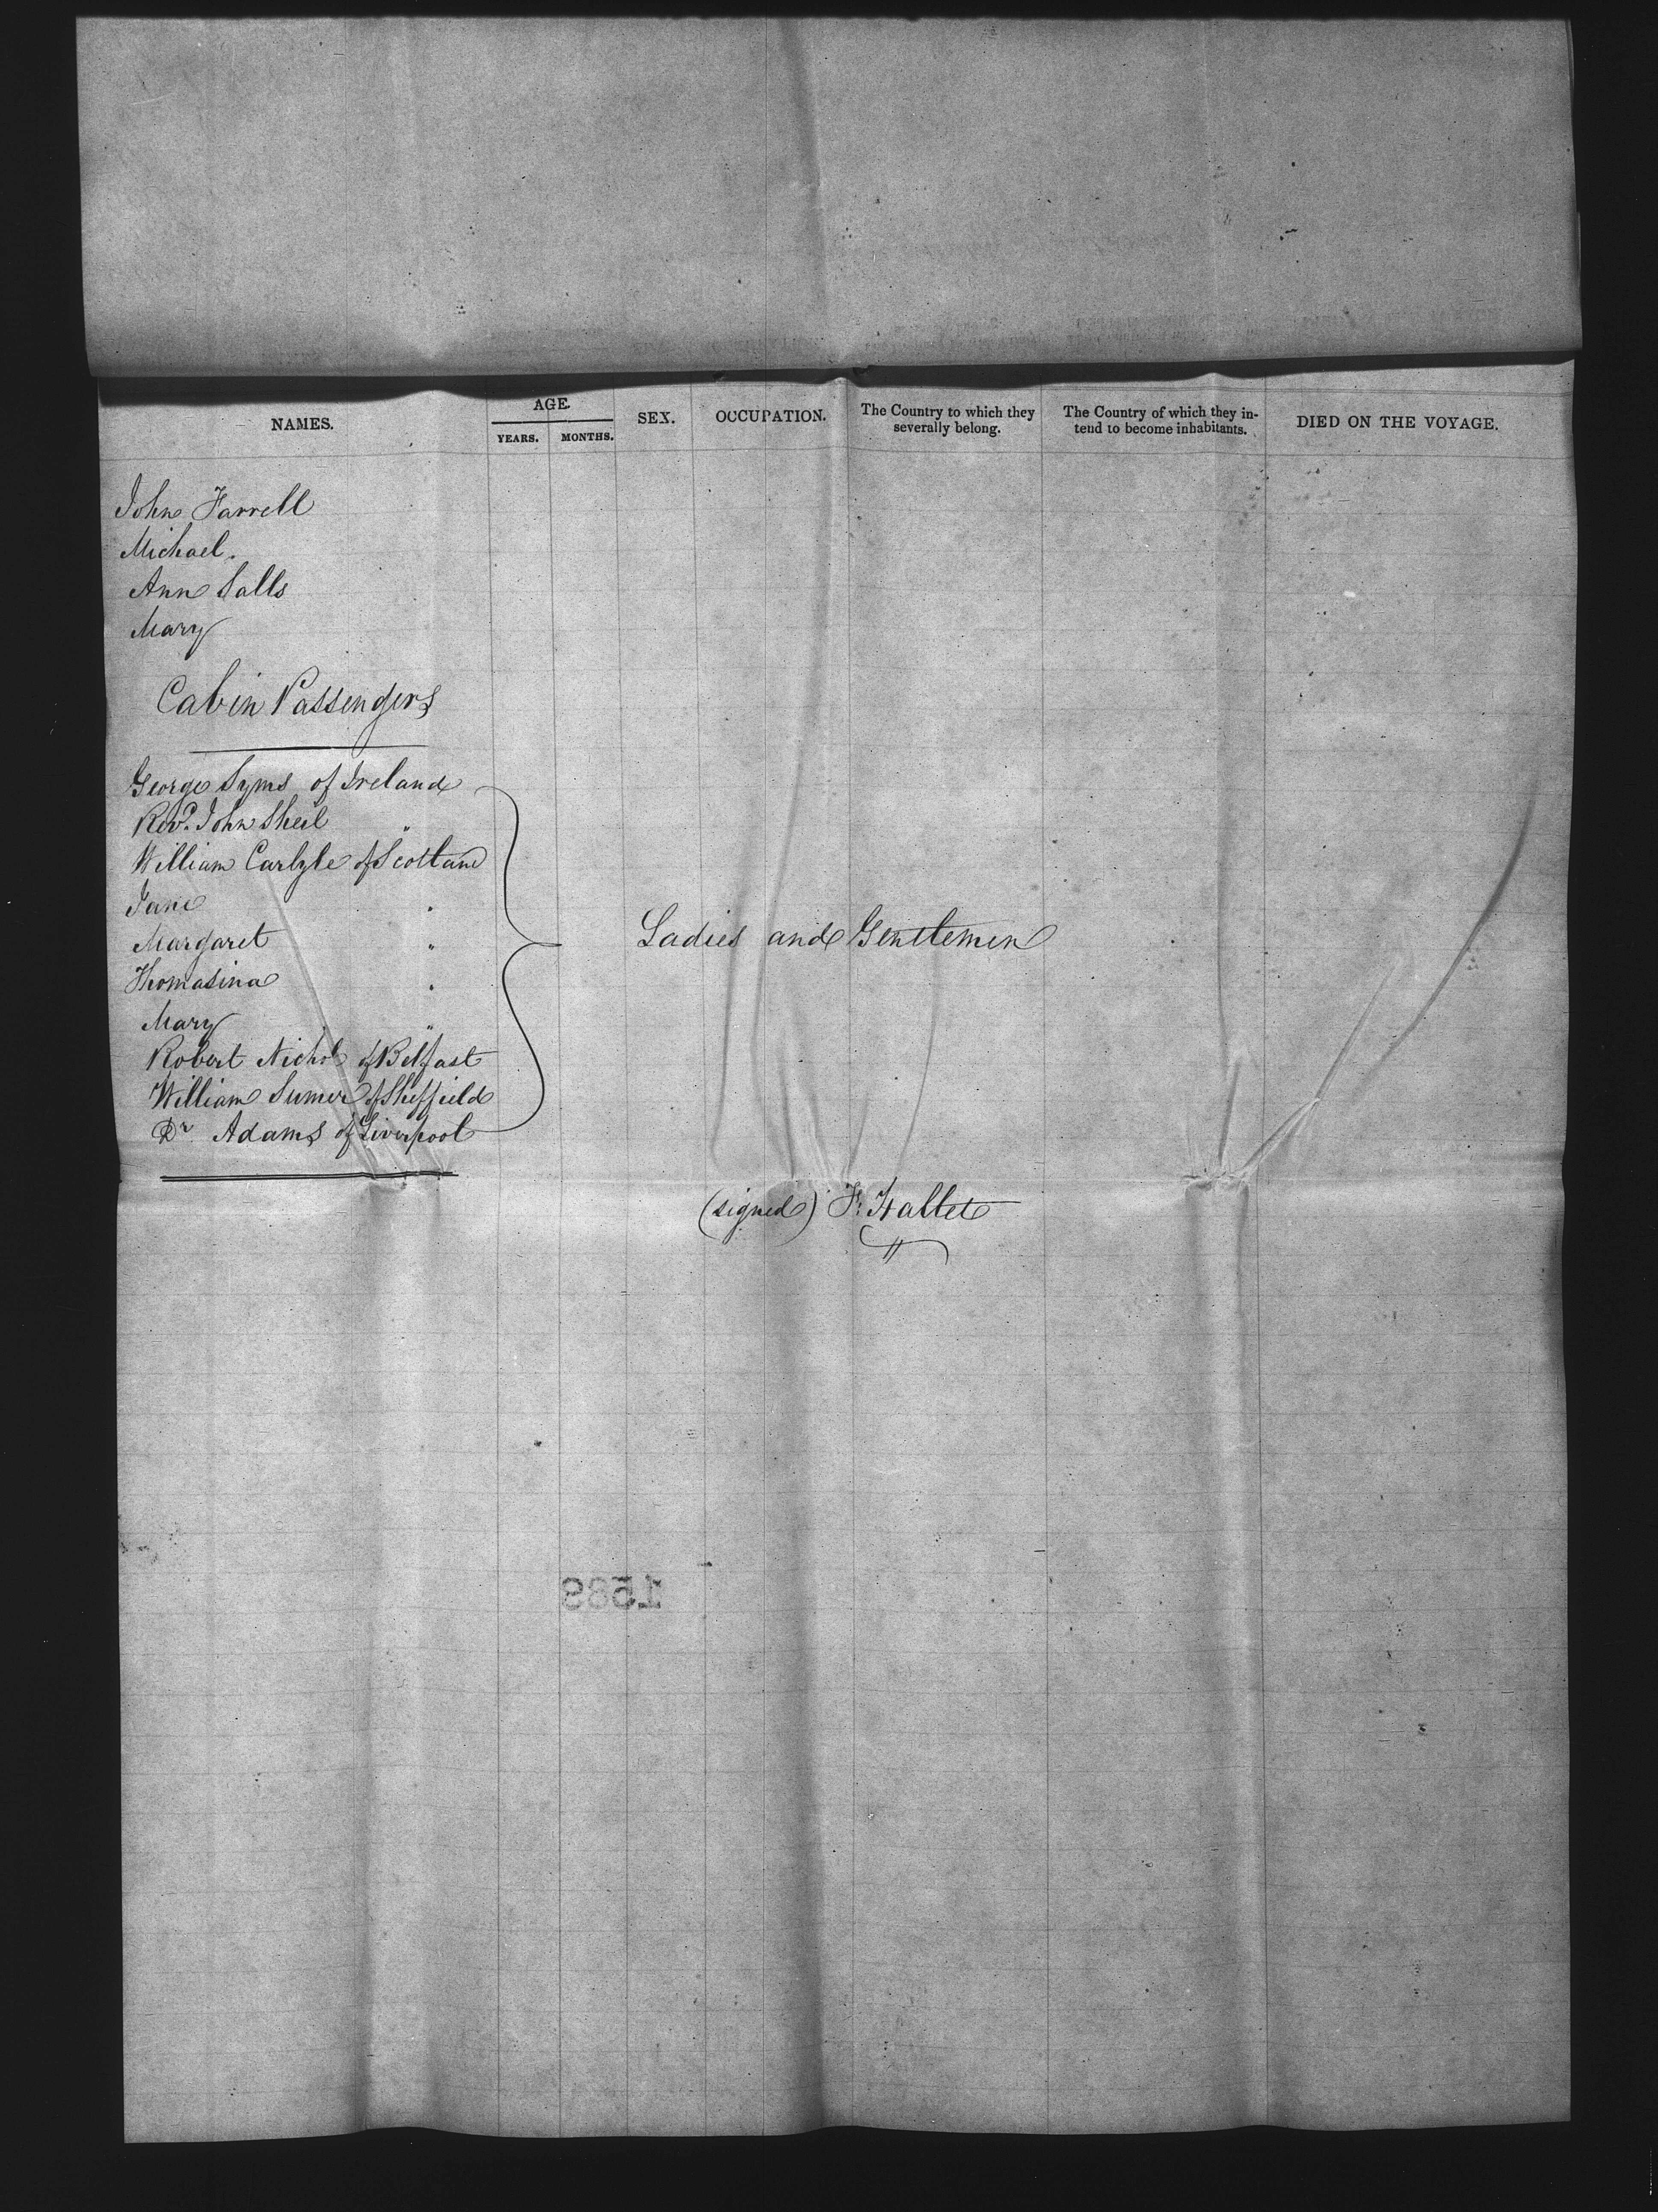 NAMES. AGE. SEX. OCCUPATION. The Country to which they severally belong. The Country of which they intend to become inhabitants. DIED ON THE VOYAGE.
YEARS. MONTHS.
John Farrell
Michael.
Ann Salls
Mary
Cabin Passengers
George Syms of Ireland
Revd. John Sheil "
William Carlyle of Scotland
Jane "
Margaret "
Thomasina "
Mary "
Ladies and Gentlemen
Robert Nichol of Belfast
William Sumer of Sheffield
Dr Adams of Liverpool
(signed) F: Hallet
1589